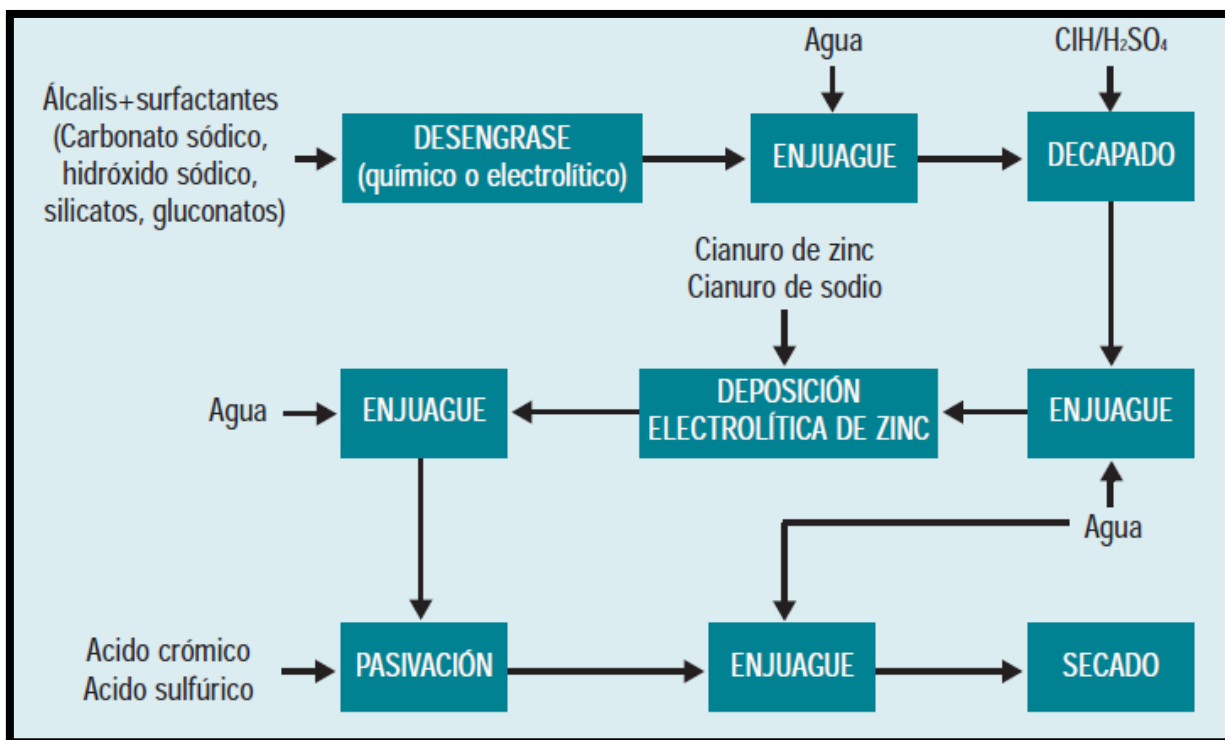 Agua
ClH/H₂SO₄
Álcalis+surfactantes
(Carbonato sódico,
hidróxido sódico,
silicatos, gluconatos)
DESENGRASE
(químico o electrolítico)
ENJUAGUE
DECAPADO
Cianuro de zinc
Cianuro de sodio
Agua
ENJUAGUE
DEPOSICIÓN
ELECTROLÍTICA DE ZINC
ENJUAGUE
Agua
Acido crómico
Acido sulfúrico
PASIVACIÓN
ENJUAGUE
SECADO